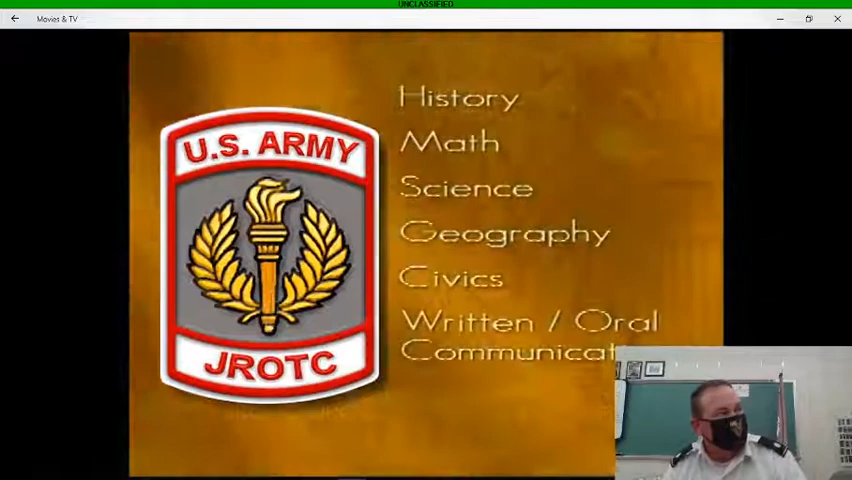 UNCLASSIFIED
Movies & TV
History
U.S. ARMY
Math
Science
Geography
Civics
Written / Oral
Communicat
JROTC